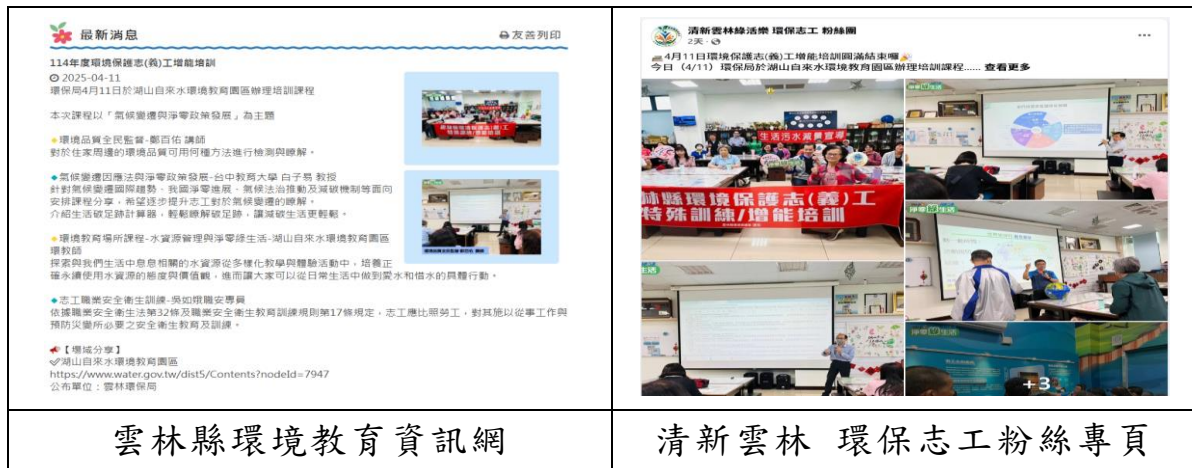 最新消息
友善列印
114年度環境保護志(義)工增能培訓
2025-04-11
環保局4月11日於湖山自來水環境教育園區辦理培訓課程
本次課程以「氣候變遷與淨零政策發展」為主題
環境品質全民監督-鄭百佑 講師
對於住家周邊的環境品質可用何種方法進行檢測與瞭解。
氣候變遷因應法與淨零政策發展-台中教育大學 白子易 教授
針對氣候變遷國際趨勢、我國淨零進展、氣候法治推動及減碳機制等面向
安排課程分享，希望逐步提升志工對於氣候變遷的瞭解。
介紹生活碳足跡計算器，輕鬆瞭解碳足跡，讓減碳生活更輕鬆。
環境教育場所課程-水資源管理與淨零綠生活-湖山自來水環境教育園區
環教師
探索與我們生活中息息相關的水資源從多樣化教學與體驗活動中，培養正
確永續使用水資源的態度與價值觀，進而讓大家可以從日常生活中做到愛水和惜水的具體行動。
志工職業安全衛生訓練-吳如娥職安專員
依據職業安全衛生法第32條及職業安全衛生教育訓練規則第17條規定，志工應比照勞工，對其施以從事工作與
預防災變所必要之安全衛生教育及訓練。
【場域分享】
湖山自來水環境教育園區
https://www.water.gov.tw/dist5/Contents?nodeId=7947
公布單位：雲林環保局
雲林縣環境教育資訊網
清新雲林綠活樂 環保志工 粉絲團
2天
4月11日環境保護志(義)工增能培訓圓滿結束囉
今日（4/11）環保局於湖山自來水環境教育園區辦理培訓課程...... 查看更多
生活污水減量宣導
林縣環境保護志(義)工
特殊訓練/增能培訓
淨零綠生活
淨零綠生活
生活
淨零綠生活
+3
清新雲林 環保志工粉絲專頁